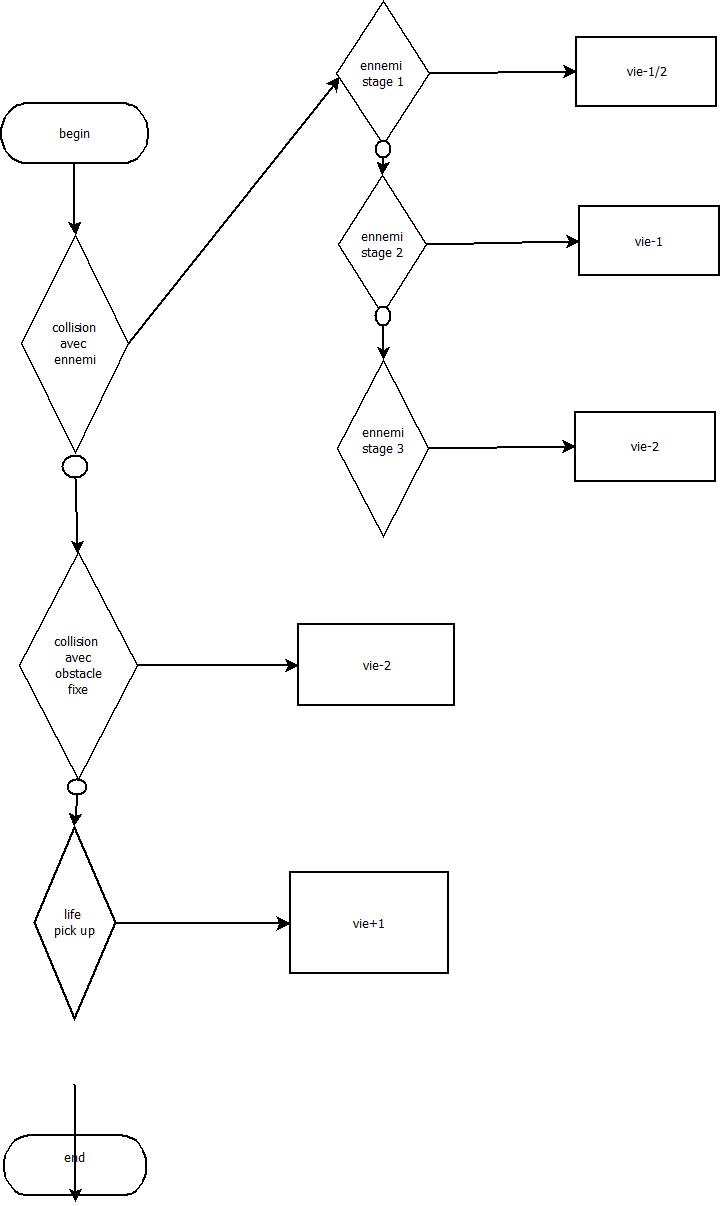 begin
collision
avec
ennemi
ennemi
stage 1
vie-1/2
ennemi
stage 2
vie-1
ennemi
stage 3
vie-2
collision
avec
obstacle
fixe
vie-2
life
pick up
vie+1
end